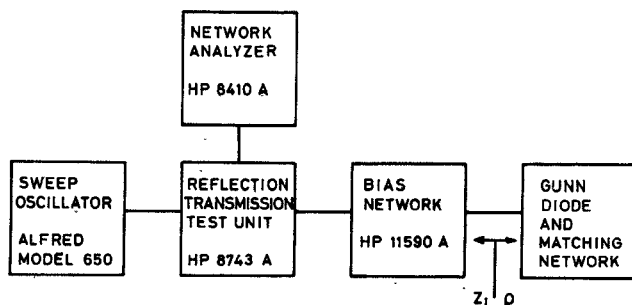 NETWORK
ANALYZER
HP 8410 A
SWEEP
OSCILLATOR
ALFRED
MODEL 650
REFLECTION
TRANSMISSION
TEST UNIT
HP 8743 A
BIAS
NETWORK
HP 11590 A
GUNN
DIODE
AND
MATCHING
NETWORK
Z_I ρ